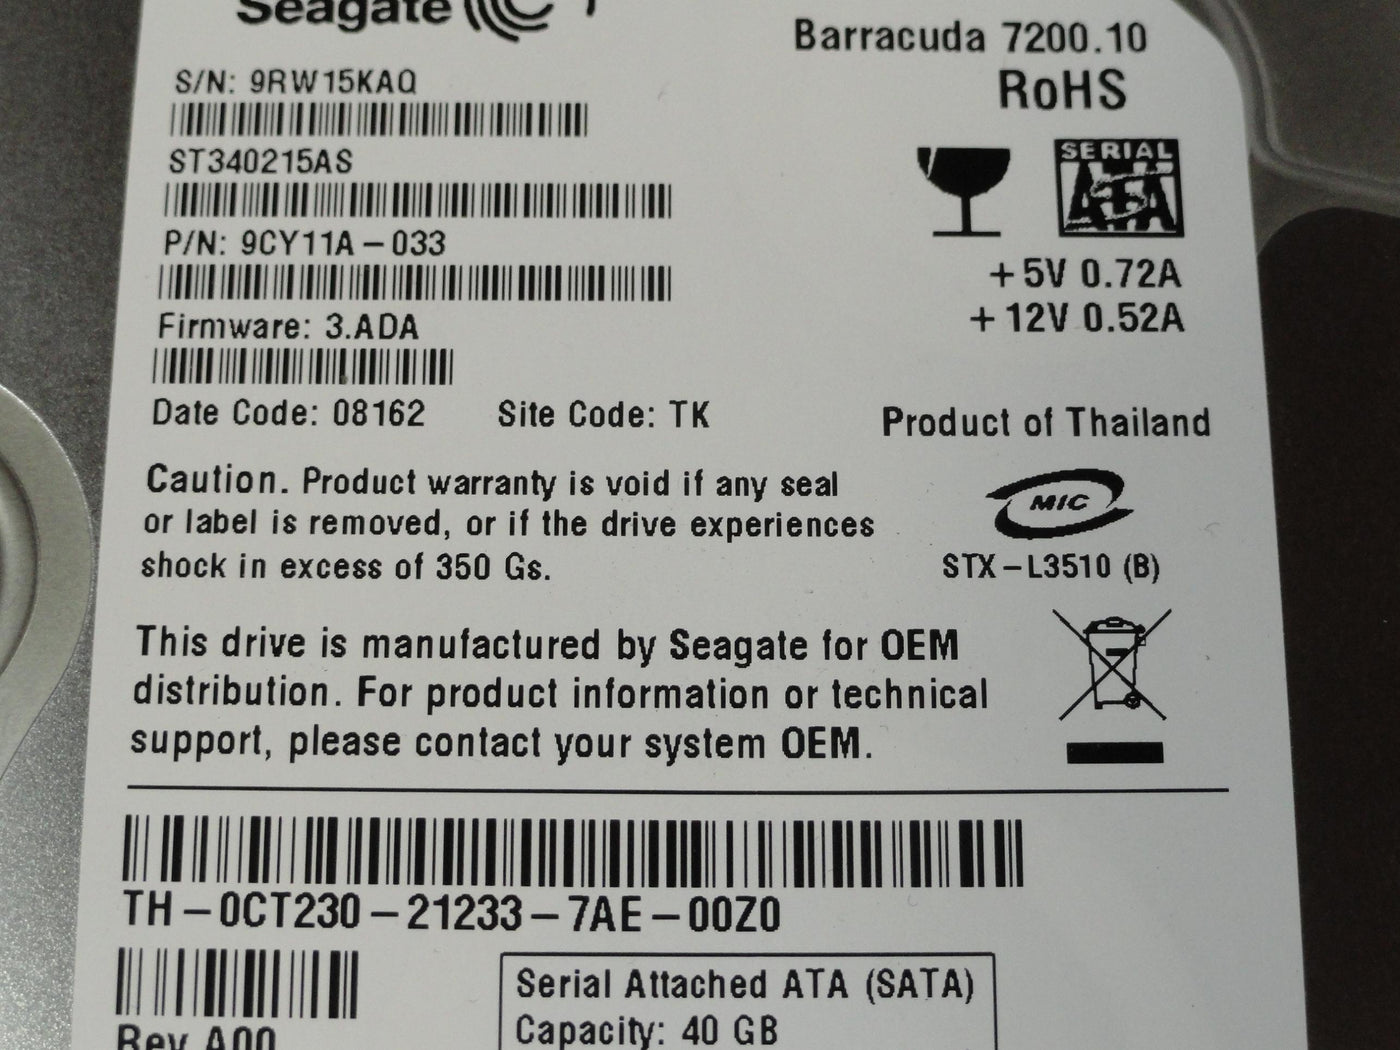 Seagate
Barracuda 7200.10
RoHS
S/N: 9RW15KAQ
ST340215AS
SERIAL
ATA
P/N: 9CY11A-033
+5V 0.72A
+12V 0.52A
Firmware: 3.ADA
Date Code: 08162 Site Code: TK
Product of Thailand
Caution. Product warranty is void if any seal
or label is removed, or if the drive experiences
shock in excess of 350 Gs.
MIC
STX-L3510 (B)
This drive is manufactured by Seagate for OEM
distribution. For product information or technical
support, please contact your system OEM.
TH-0CT230-21233-7AE-00Z0
Rev A00
Serial Attached ATA (SATA)
Capacity: 40 GB